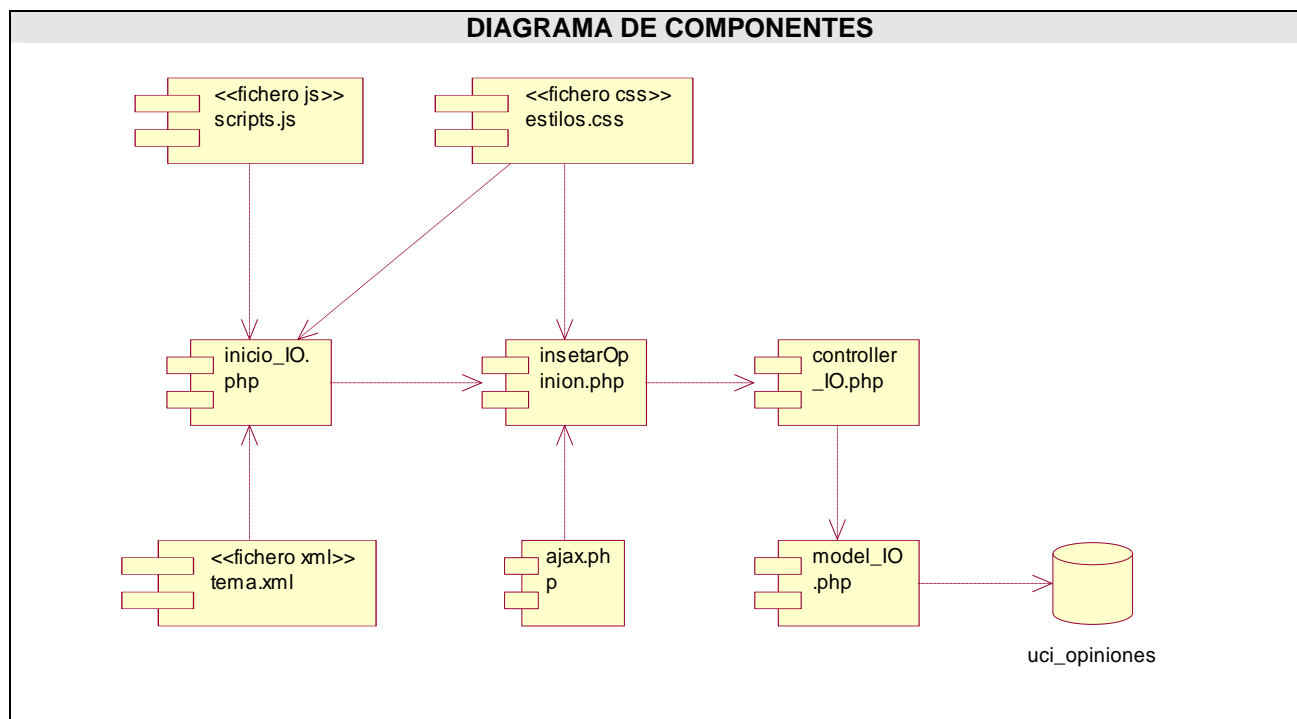 DIAGRAMA DE COMPONENTES
<<fichero js>>
scripts.js
<<fichero css>>
estilos.css
inicio_IO.
php
insetarOp
inion.php
controller
_IO.php
<<fichero xml>>
tema.xml
ajax.ph
p
model_IO
.php
uci_opiniones